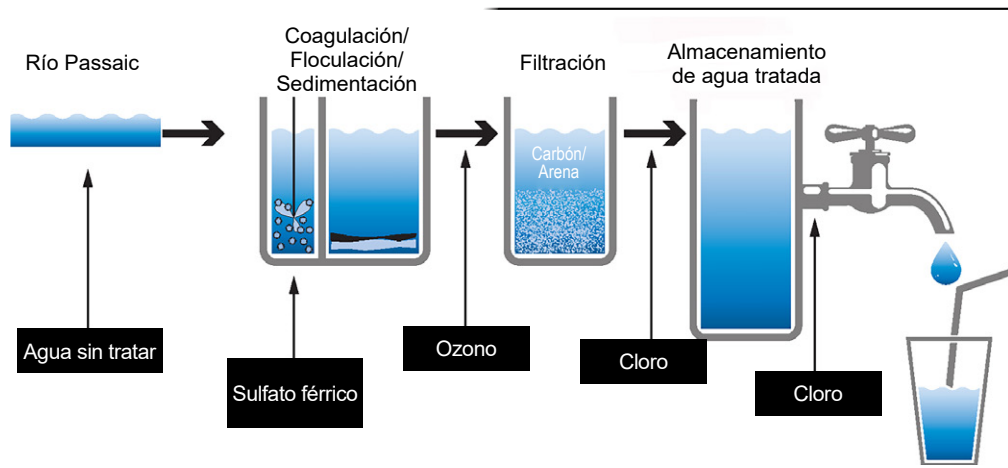 Río Passaic
Coagulación/
Floculación/
Sedimentación
Filtración
Almacenamiento
de agua tratada
Carbón/
Arena
Agua sin tratar
Sulfato férrico
Ozono
Cloro
Cloro